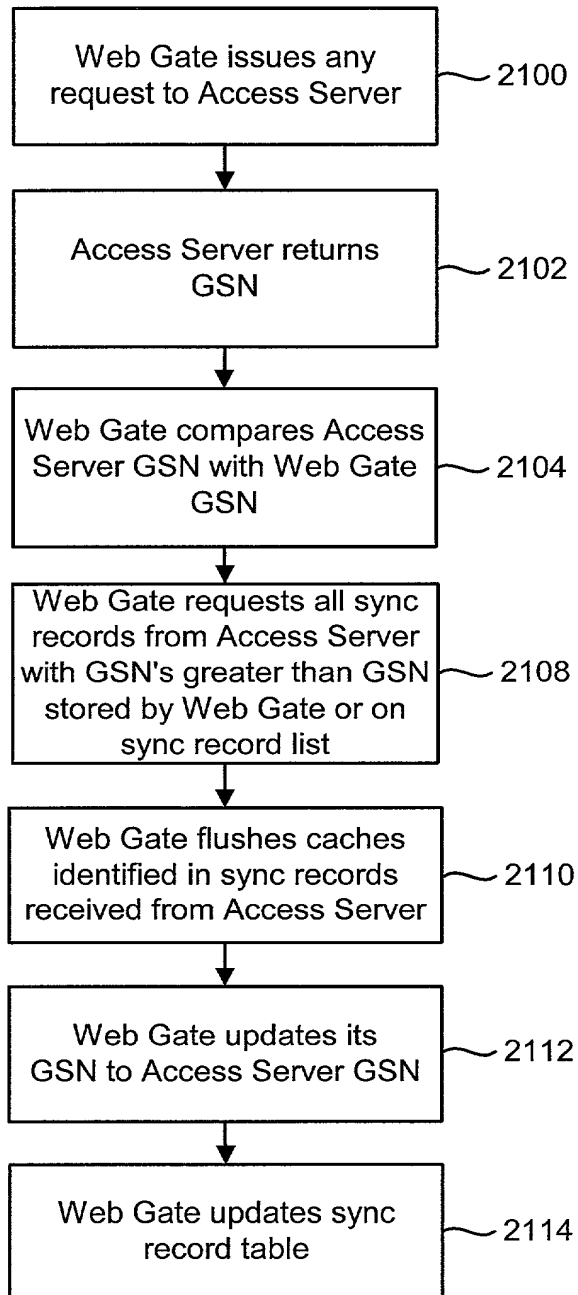 Web Gate issues any
request to Access Server
2100
Access Server returns
GSN
2102
Web Gate compares Access
Server GSN with Web Gate
GSN
2104
Web Gate requests all sync
records from Access Server
with GSN's greater than GSN
stored by Web Gate or on
sync record list
2108
Web Gate flushes caches
identified in sync records
received from Access Server
2110
Web Gate updates its
GSN to Access Server GSN
2112
Web Gate updates sync
record table
2114